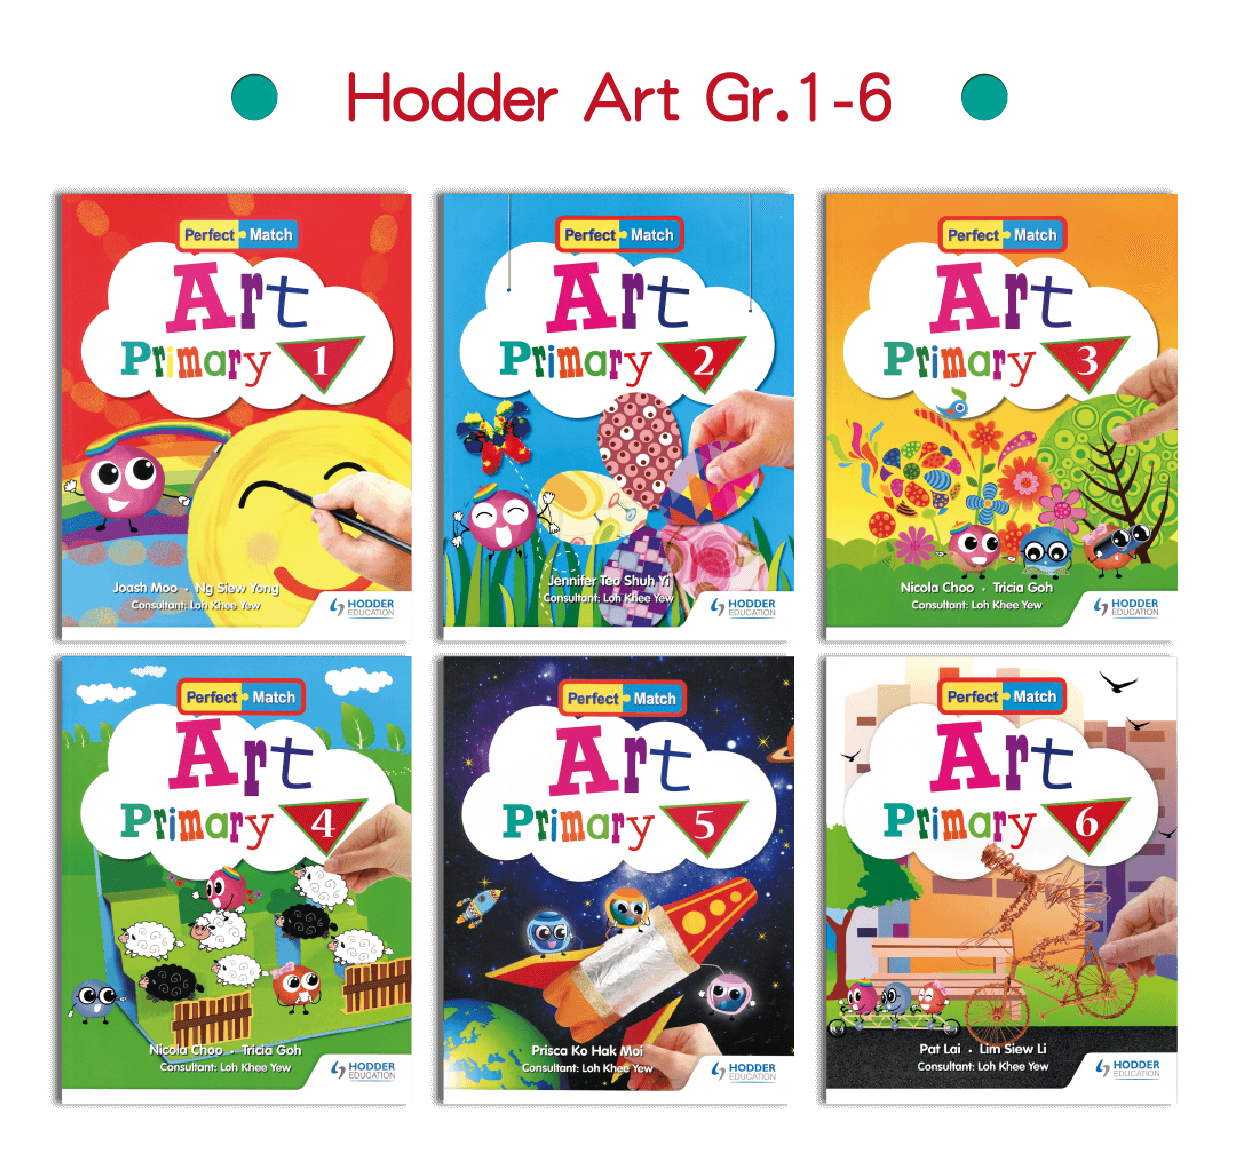 Hodder Art Gr.1-6
Perfect Match
Art
Primary 1
Joash Moo · Ng Siew Yong
Consultant: Loh Khee Yew
HODDER
EDUCATION
Perfect Match
Art
Primary 2
Jennifer Teo Shuh Yi
Consultant: Loh Khee Yew
HODDER
EDUCATION
Perfect Match
Art
Primary 3
Nicola Choo · Tricia Goh
Consultant: Loh Khee Yew
HODDER
EDUCATION
Perfect Match
Art
Primary 4
Nicola Choo · Tricia Goh
Consultant: Loh Khee Yew
HODDER
EDUCATION
Perfect Match
Art
Primary 5
Prisca Ko Hak Moi
Consultant: Loh Khee Yew
HODDER
EDUCATION
Perfect Match
Art
Primary 6
Pat Lai · Lim Siew Li
Consultant: Loh Khee Yew
HODDER
EDUCATION